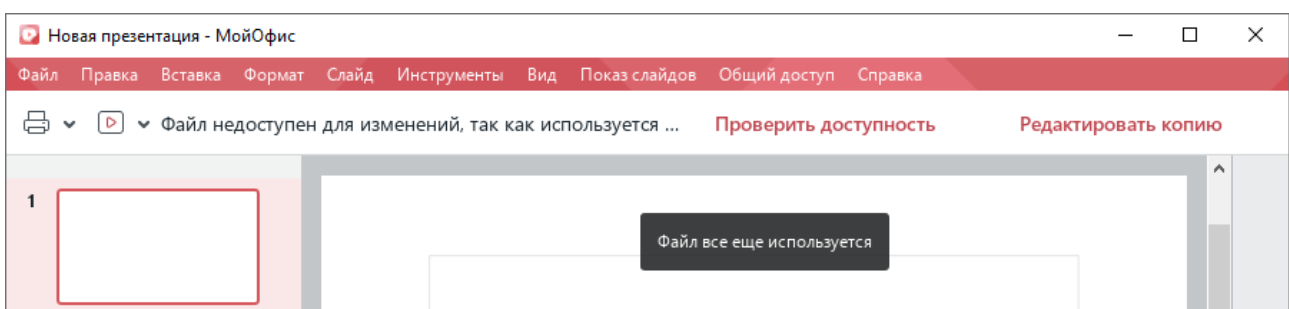 Новая презентация - МойОфис
Файл Правка Вставка Формат Слайд Инструменты Вид Показ слайдов Общий доступ Справка
Файл недоступен для изменений, так как используется ... Проверить доступность Редактировать копию
1
Файл все еще используется